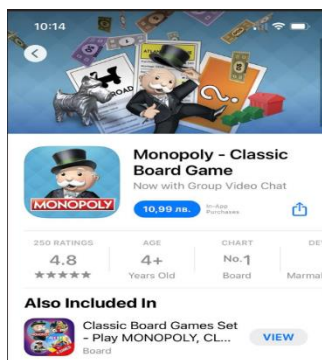 10:14
ROAD
?
MONOPOLY
Monopoly - Classic
Board Game
Now with Group Video Chat
10,99 лв.
In-App
Purchases
250 RATINGS
AGE
CHART
DE
4.8
4+
No.1
★★★★★
Years Old
Board
Marmal
Also Included In
Classic Board Games Set
- Play MONOPOLY, CL...
Board
VIEW